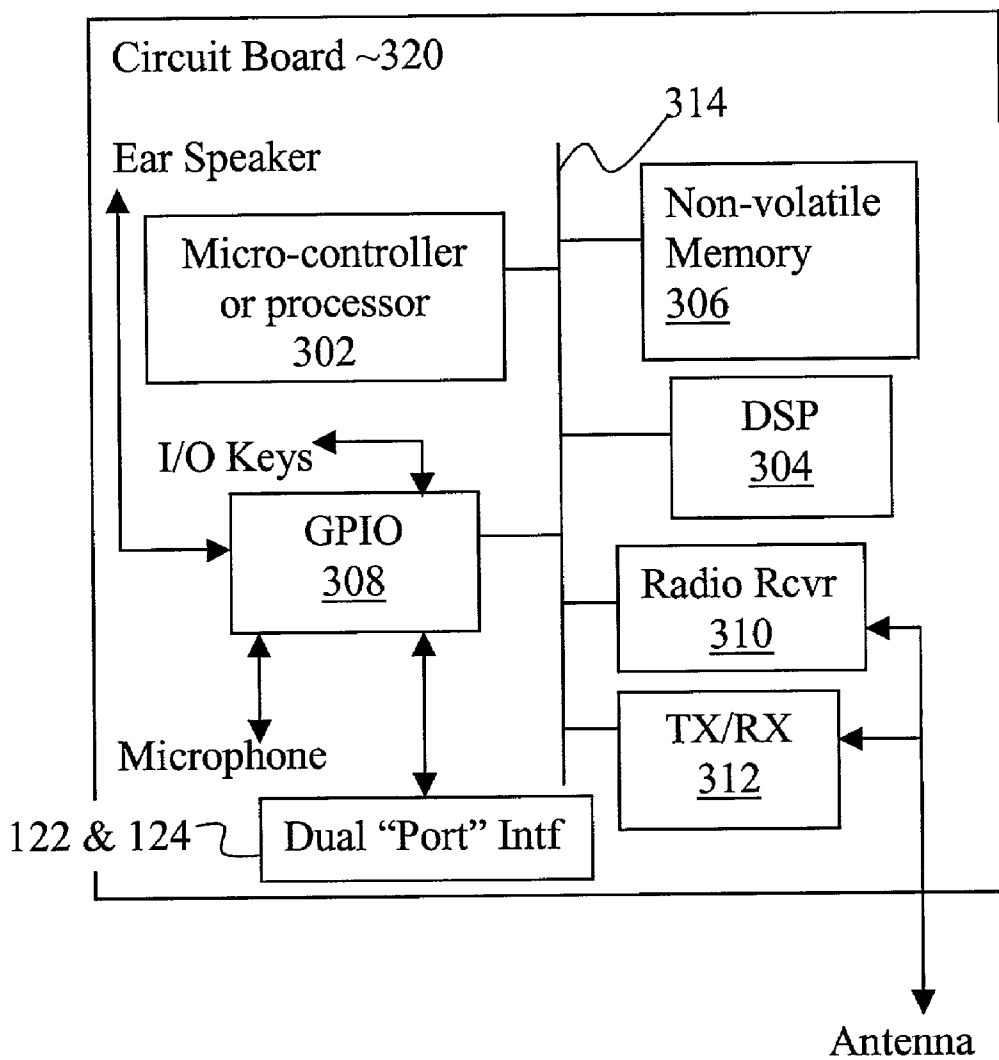 Circuit Board ~320
314
Ear Speaker
Non-volatile
Memory
306
Micro-controller
or processor
302
DSP
304
I/O Keys
GPIO
308
Radio Rcvr
310
TX/RX
312
Microphone
122 & 124
Dual “Port” Intf
Antenna